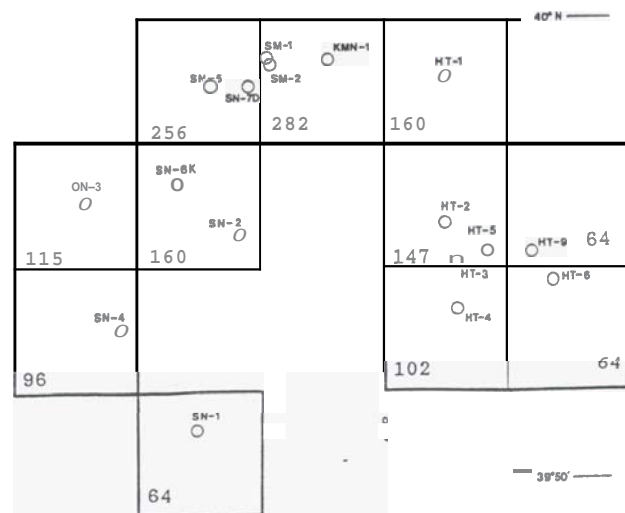 40° N
SM-1
KMN-1
HT-1
SN-5
SM-2
SN-7D
256
282
160
SN-6K
ON-3
HT-2
SN-2
HT-5
HT-9
64
115
160
147
HT-3
HT-6
SN-4
HT-4
96
102
64
SN-1
39°50'
64